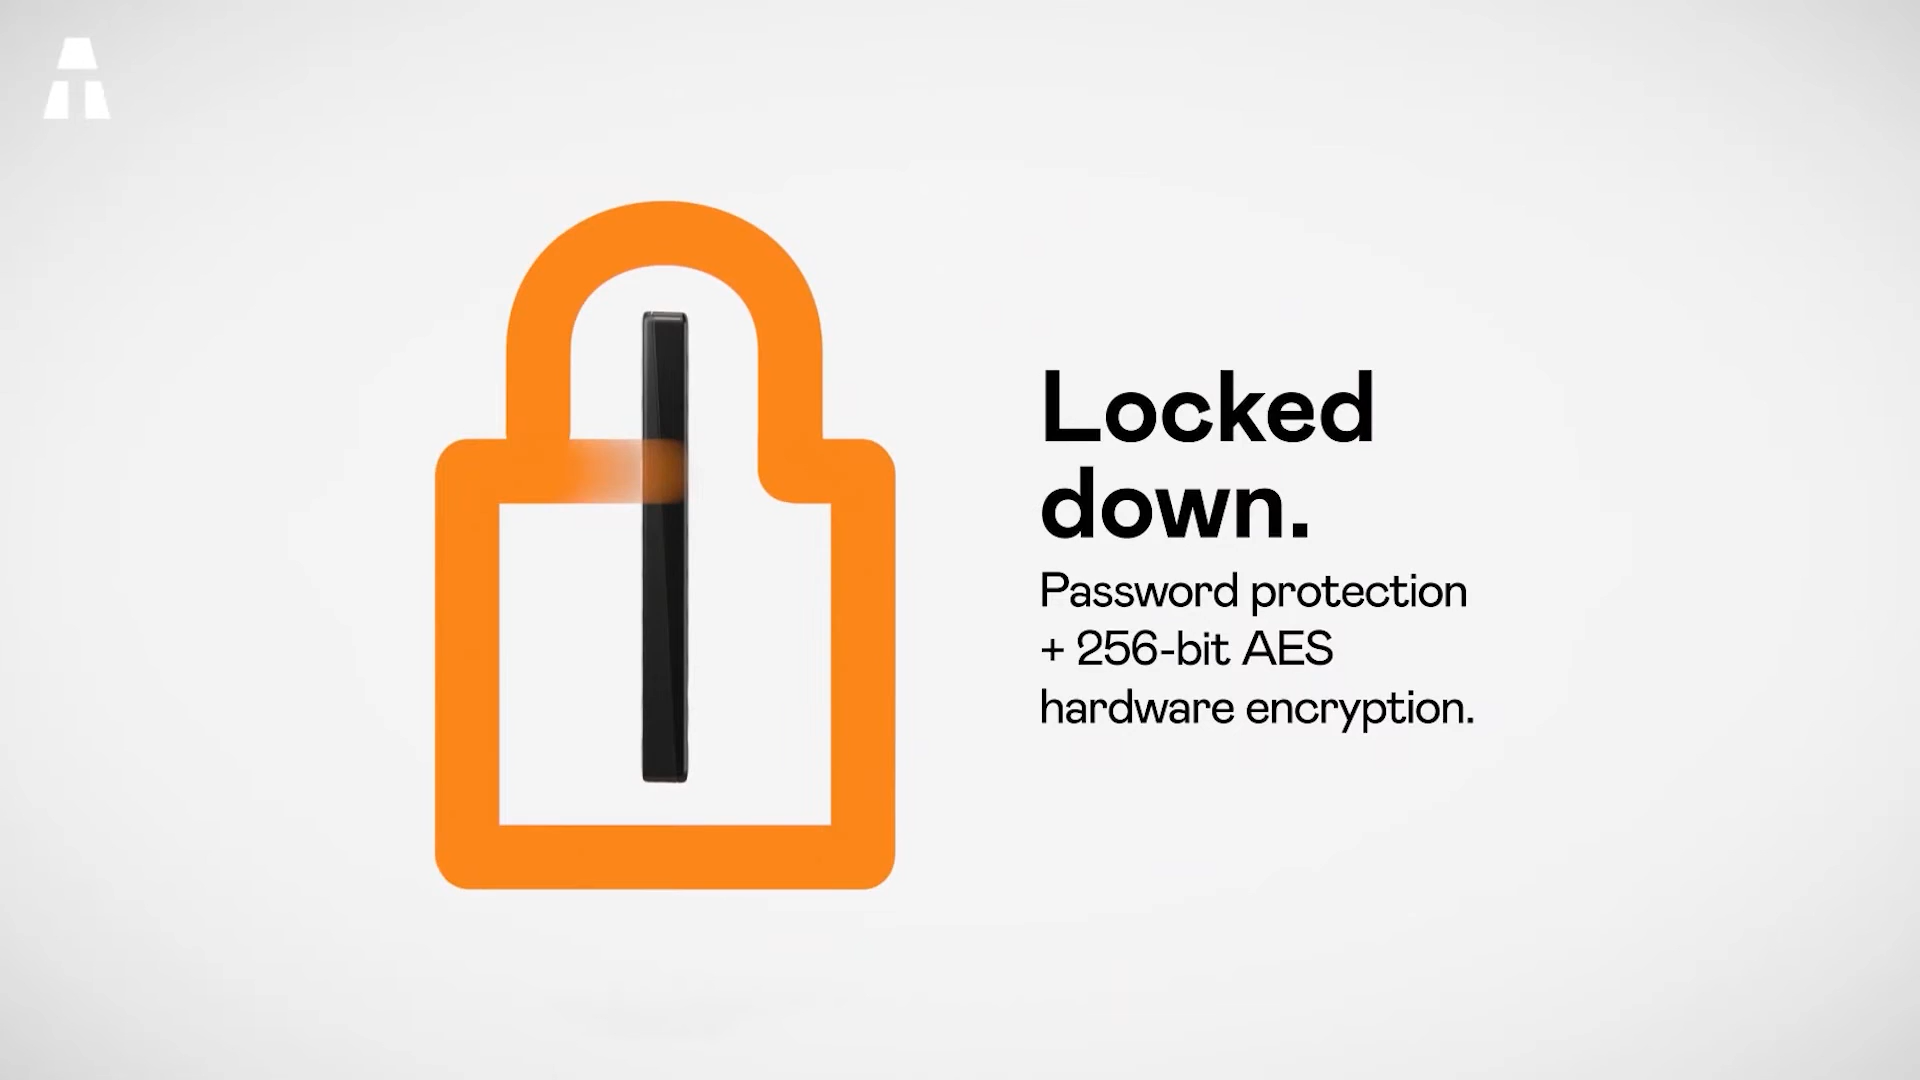 Locked
down.
Password protection
+ 256-bit AES
hardware encryption.